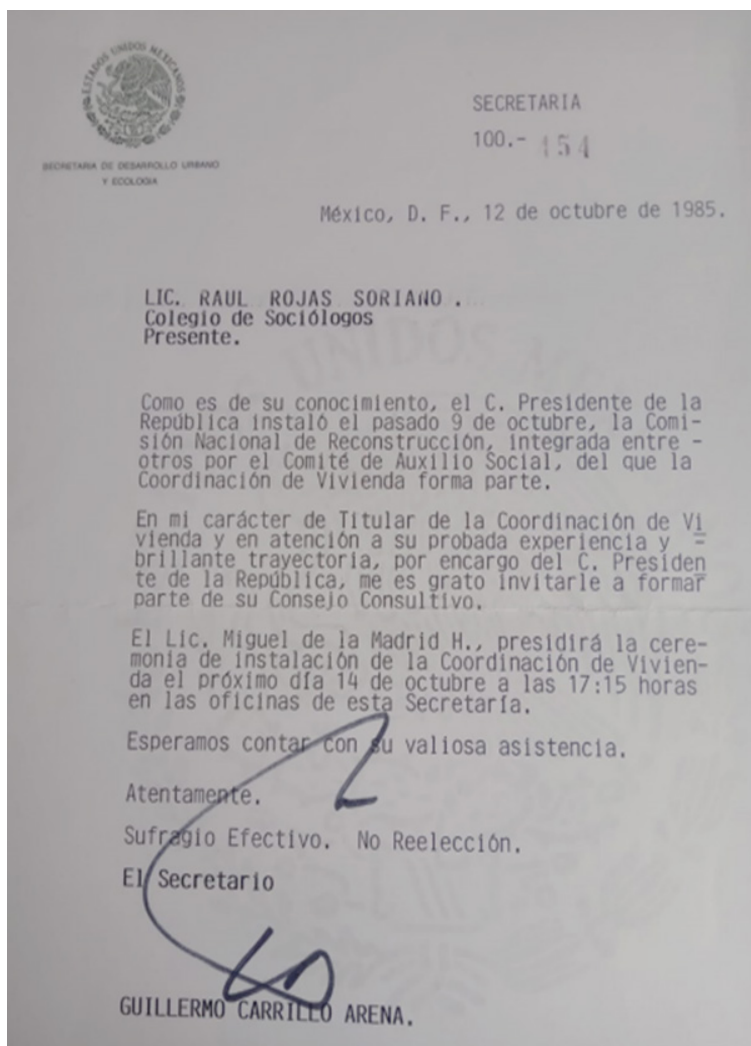 ESTADOS UNIDOS MEXICANOS
SECRETARIA DE DESARROLLO URBANO
Y ECOLOGIA
SECRETARIA
100.- 154
México, D. F., 12 de octubre de 1985.
LIC. RAUL ROJAS SORIANO .
Colegio de Sociólogos
Presente.
Como es de su conocimiento, el C. Presidente de la
República instaló el pasado 9 de octubre, la Comi-
sión Nacional de Reconstrucción, integrada entre -
otros por el Comité de Auxilio Social, del que la
Coordinación de Vivienda forma parte.
En mi carácter de Titular de la Coordinación de Vi
vienda y en atención a su probada experiencia y -
brillante trayectoria, por encargo del C. Presiden
te de la República, me es grato invitarle a formar
parte de su Consejo Consultivo.
El Lic. Miguel de la Madrid H., presidirá la cere-
monia de instalación de la Coordinación de Vivien-
da el próximo día 14 de octubre a las 17:15 horas
en las oficinas de esta Secretaría.
Esperamos contar con su valiosa asistencia.
Atentamente.
Sufragio Efectivo. No Reelección.
El Secretario
GUILLERMO CARRILLO ARENA.